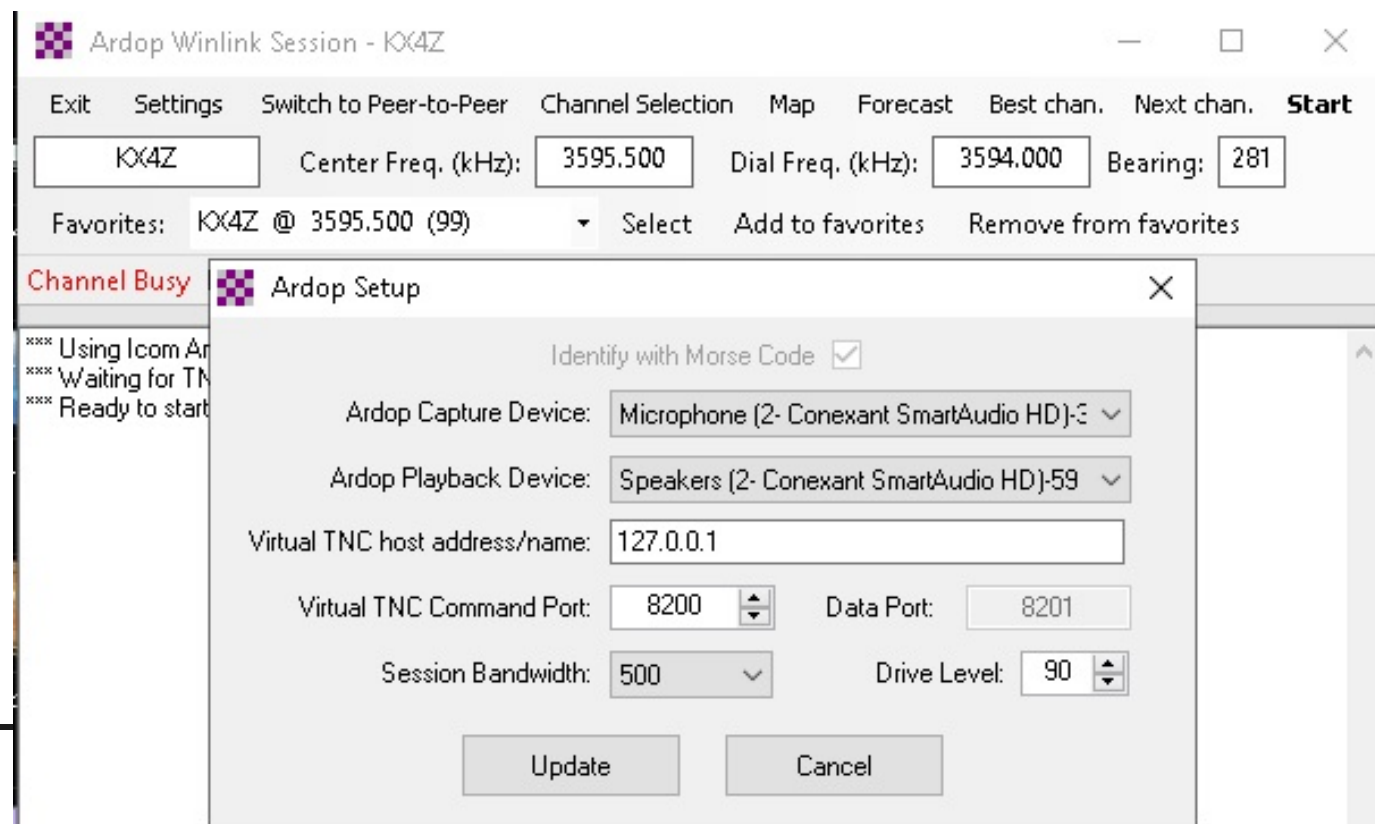 Ardop Winlink Session - KX4Z
Exit Settings Switch to Peer-to-Peer Channel Selection Map Forecast Best chan. Next chan. Start
KX4Z Center Freq. (kHz): 3595.500 Dial Freq. (kHz): 3594.000 Bearing: 281
Favorites: KX4Z @ 3595.500 (99) Select Add to favorites Remove from favorites
Channel Busy
Ardop Setup
*** Using Icom Ar
*** Waiting for TN
*** Ready to start
Identify with Morse Code
Ardop Capture Device: Microphone (2- Conexant SmartAudio HD)-
Ardop Playback Device: Speakers (2- Conexant SmartAudio HD)-59
Virtual TNC host address/name: 127.0.0.1
Virtual TNC Command Port: 8200 Data Port: 8201
Session Bandwidth: 500 Drive Level: 90
Update Cancel